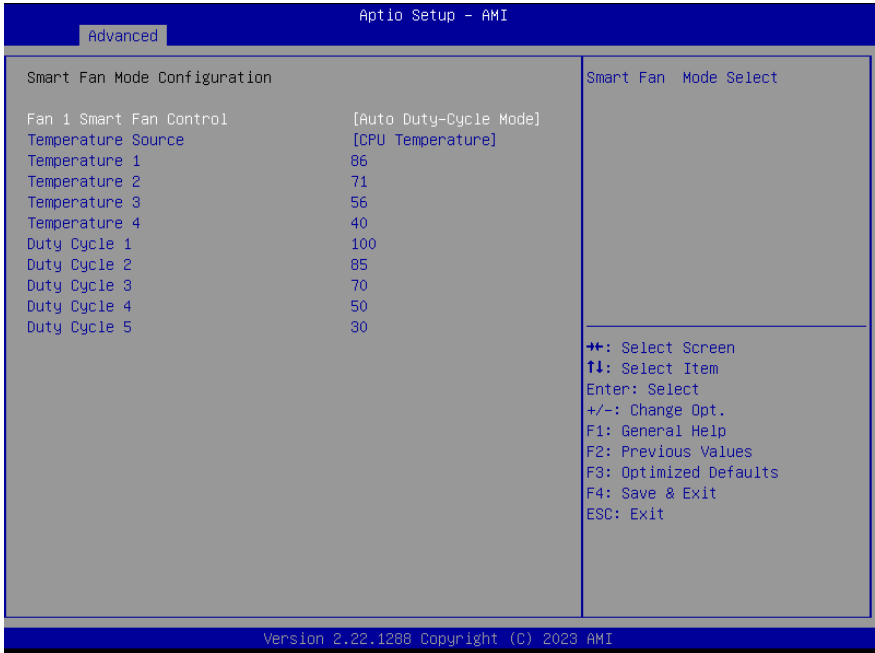 Aptio Setup – AMI
Advanced
Smart Fan Mode Configuration
Smart Fan  Mode Select
Fan 1 Smart Fan Control [Auto Duty-Cycle Mode]
Temperature Source [CPU Temperature]
Temperature 1 86
Temperature 2 71
Temperature 3 56
Temperature 4 40
Duty Cycle 1 100
Duty Cycle 2 85
Duty Cycle 3 70
Duty Cycle 4 50
Duty Cycle 5 30
→←: Select Screen
↑↓: Select Item
Enter: Select
+/-: Change Opt.
F1: General Help
F2: Previous Values
F3: Optimized Defaults
F4: Save & Exit
ESC: Exit
Version 2.22.1288 Copyright (C) 2023 AMI